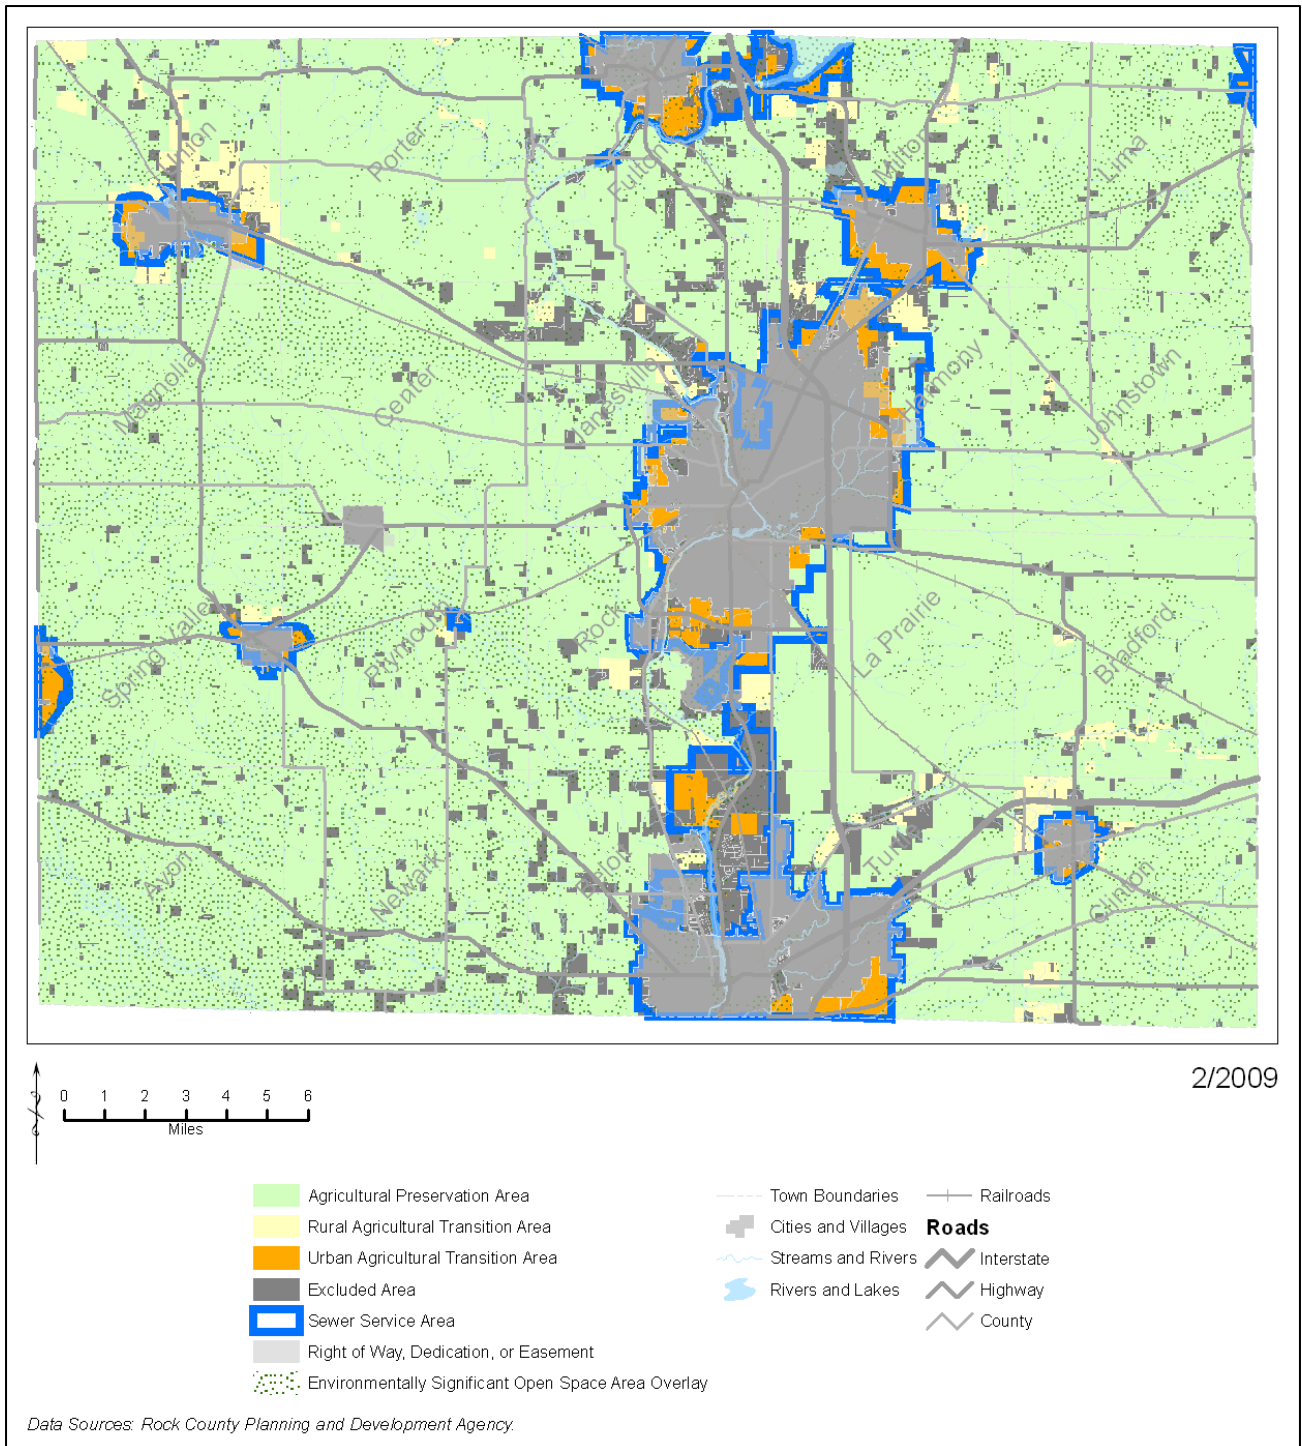 Union
Porter
Fulton
Milton
Lima
Magnolia
Center
Janesville
Harmony
Johnstown
Spring Valley
Plymouth
Rock
La Prairie
Bradford
Avon
Newark
Beloit
Turtle
Clinton
2/2009
0 1 2 3 4 5 6
Miles
Agricultural Preservation Area
Rural Agricultural Transition Area
Urban Agricultural Transition Area
Excluded Area
Sewer Service Area
Right of Way, Dedication, or Easement
Environmentally Significant Open Space Area Overlay
Town Boundaries
Cities and Villages
Streams and Rivers
Rivers and Lakes
Railroads
Roads
Interstate
Highway
County
Data Sources: Rock County Planning and Development Agency.